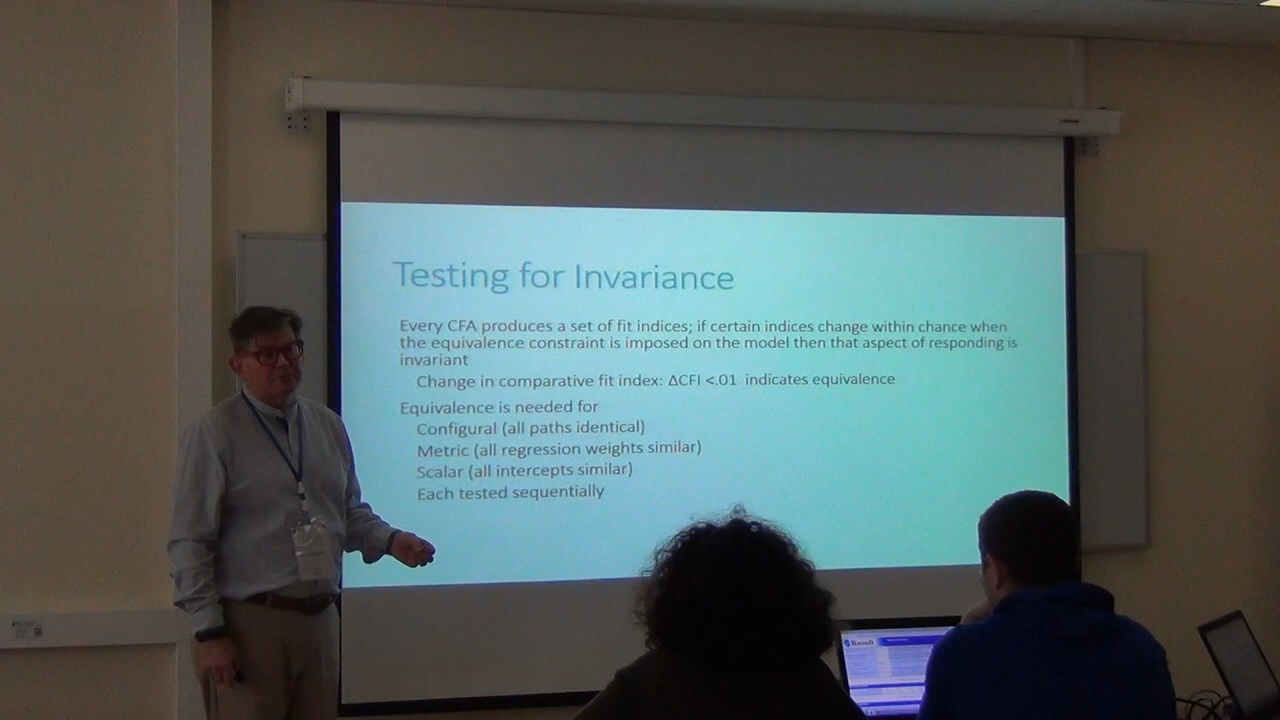 Testing for Invariance
Every CFA produces a set of fit indices; if certain indices change within chance when
the equivalence constraint is imposed on the model then that aspect of responding is
invariant
Change in comparative fit index: ΔCFI <.01 indicates equivalence
Equivalence is needed for
Configural (all paths identical)
Metric (all regression weights similar)
Scalar (all intercepts similar)
Each tested sequentially
Raosoft